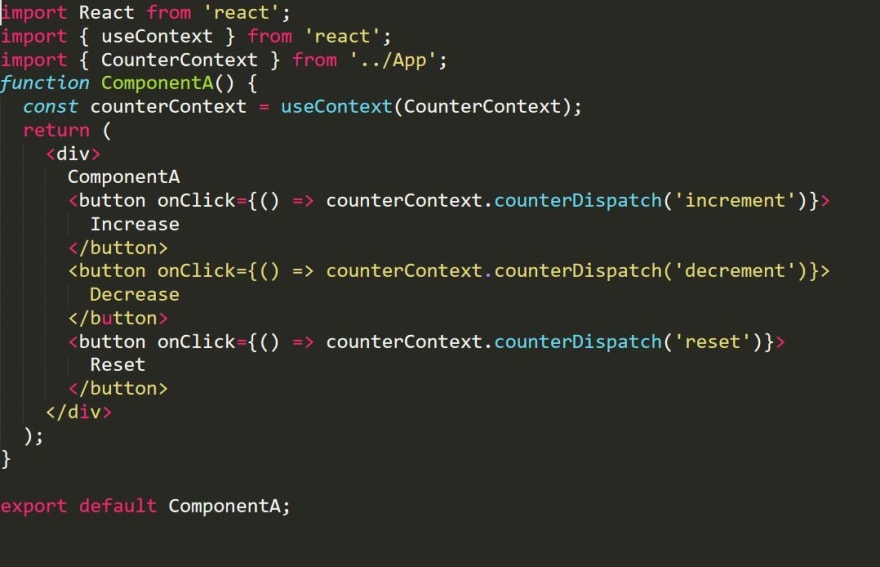 import React from 'react';
import { useContext } from 'react';
import { CounterContext } from '../App';
function ComponentA() {
  const counterContext = useContext(CounterContext);
  return (
    <div>
      ComponentA
      <button onClick={() => counterContext.counterDispatch('increment')}>
        Increase
      </button>
      <button onClick={() => counterContext.counterDispatch('decrement')}>
        Decrease
      </button>
      <button onClick={() => counterContext.counterDispatch('reset')}>
        Reset
      </button>
    </div>
  );
}

export default ComponentA;